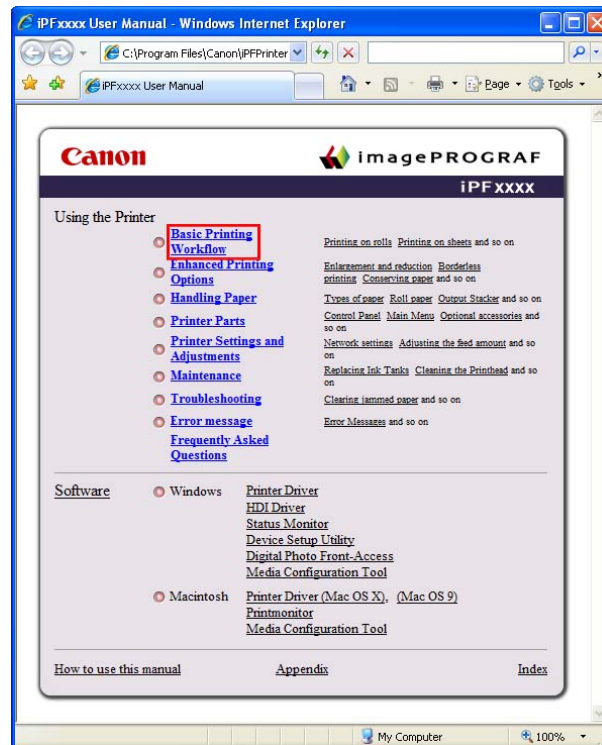 iPFxxxx User Manual - Windows Internet Explorer
C:\Program Files\Canon\iPFPrinter
iPFxxxx User Manual
Page
Tools
»
Canon
imagePROGRAF
iPFxxxx
Using the Printer
Basic Printing
Workflow
Printing on rolls Printing on sheets and so on
Enhanced Printing
Options
Enlargement and reduction Borderless
printing Conserving paper and so on
Handling Paper
Types of paper Roll paper Output Stacker and so on
Printer Parts
Control Panel Main Menu Optional accessories and
so on
Printer Settings and
Adjustments
Network settings Adjusting the feed amount and so
on
Maintenance
Replacing Ink Tanks Cleaning the Printhead and so
on
Troubleshooting
Clearing jammed paper and so on
Error message
Error Messages and so on
Frequently Asked
Questions
Software
Windows
Printer Driver
HDI Driver
Status Monitor
Device Setup Utility
Digital Photo Front-Access
Media Configuration Tool
Macintosh
Printer Driver (Mac OS X), (Mac OS 9)
Printmonitor
Media Configuration Tool
How to use this manual Appendix Index
My Computer 100%